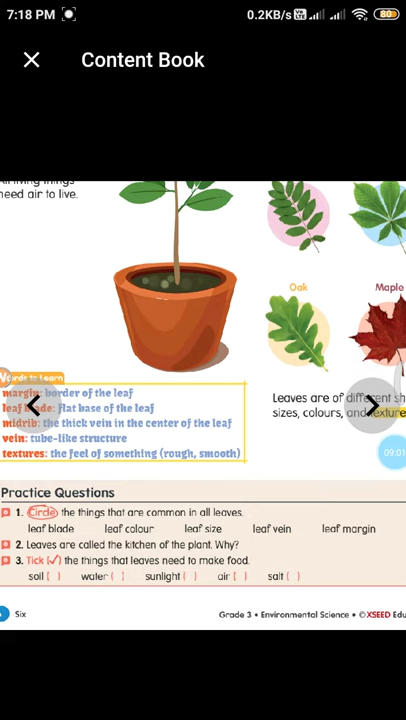 7:18 PM 0.2KB/s 80
Content Book
need air to live.
Oak Maple
Words to Learn
margin: border of the leaf
leaf blade: flat base of the leaf
midrib: the thick vein in the center of the leaf
vein: tube-like structure
textures: the feel of something (rough, smooth)
Leaves are of different sh
sizes, colours, and texture
09:01
Practice Questions
1. Circle the things that are common in all leaves.
leaf blade leaf colour leaf size leaf vein leaf margin
2. Leaves are called the kitchen of the plant. Why?
3. Tick (✓) the things that leaves need to make food.
soil ( ) water ( ) sunlight ( ) air ( ) salt ( )
Six Grade 3 • Environmental Science • © XSEED Edu